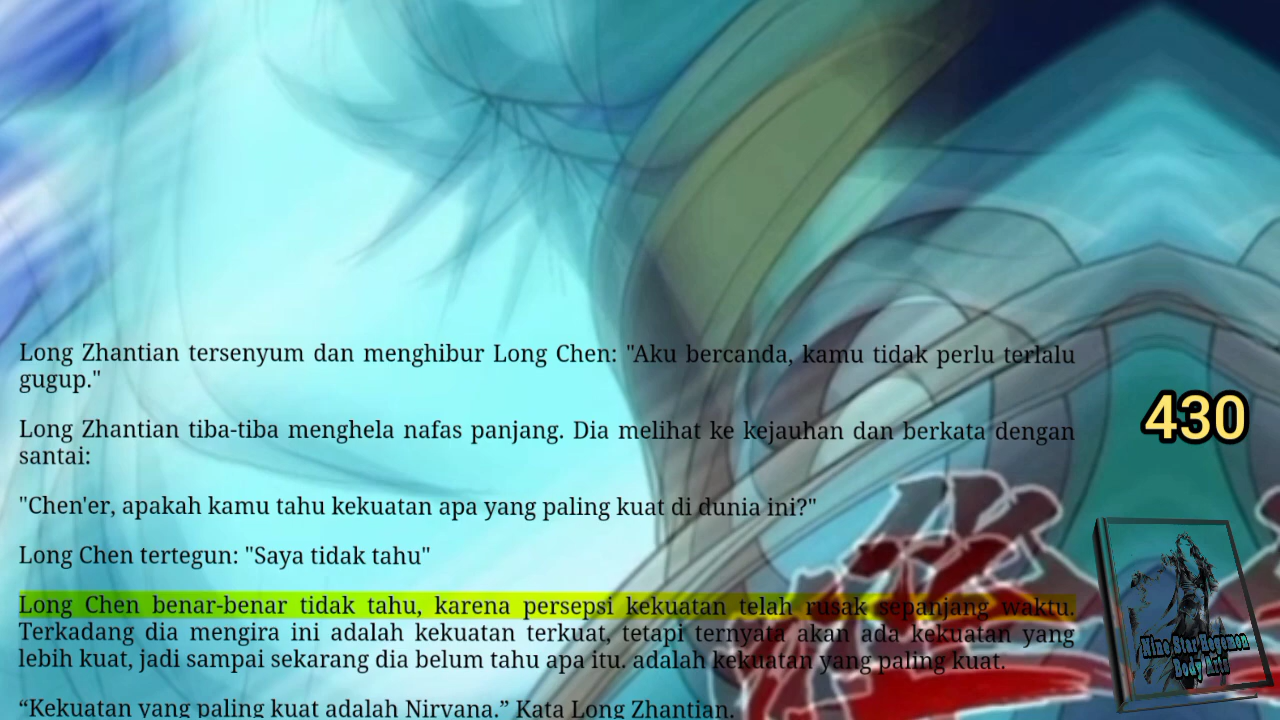 Long Zhantian tersenyum dan menghibur Long Chen: "Aku bercanda, kamu tidak perlu terlalu
gugup."
Long Zhantian tiba-tiba menghela nafas panjang. Dia melihat ke kejauhan dan berkata dengan
santai:
"Chen'er, apakah kamu tahu kekuatan apa yang paling kuat di dunia ini?"
Long Chen tertegun: "Saya tidak tahu"
Long Chen benar-benar tidak tahu, karena persepsi kekuatan telah rusak sepanjang waktu.
Terkadang dia mengira ini adalah kekuatan terkuat, tetapi ternyata akan ada kekuatan yang
lebih kuat, jadi sampai sekarang dia belum tahu apa itu. adalah kekuatan yang paling kuat.
“Kekuatan yang paling kuat adalah Nirvana.” Kata Long Zhantian.
430
Nine Star Hegemon
Body Arts